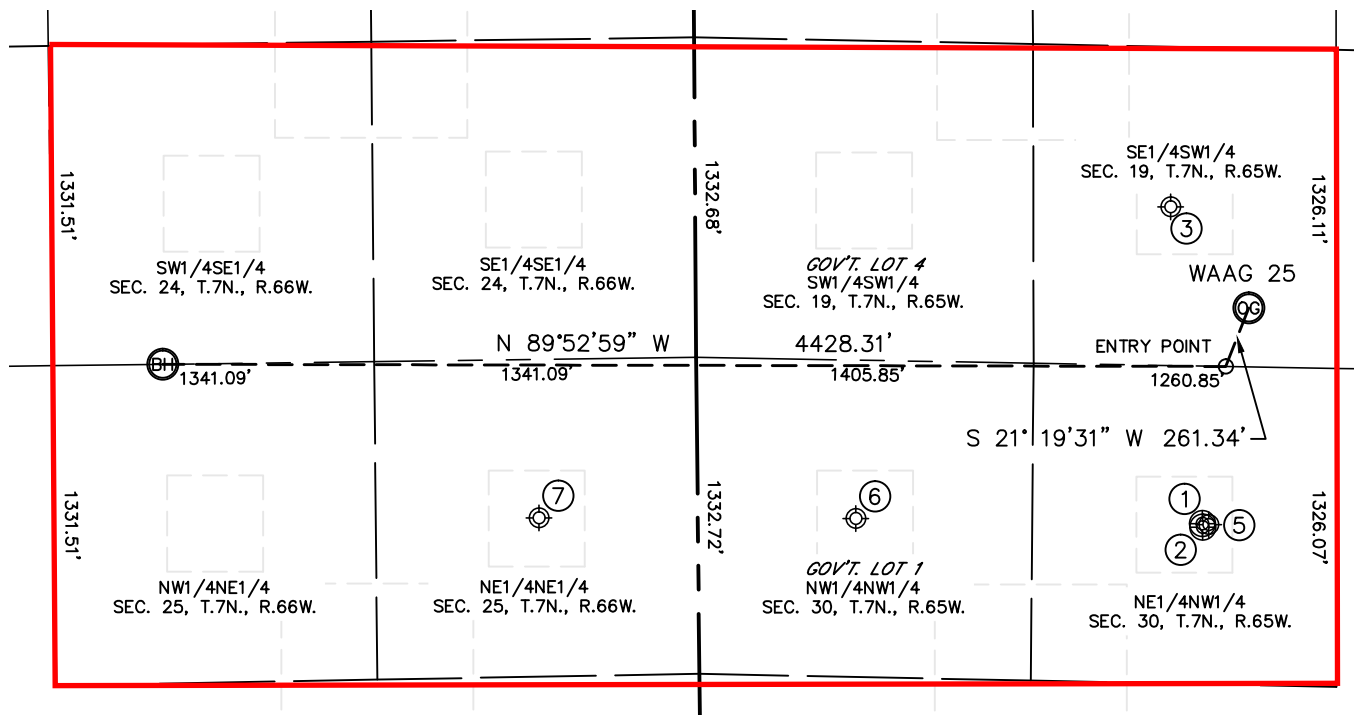 SE1/4SW1/4
SEC. 19, T.7N., R.65W.
1331.51'
1332.68'
1326.11'
3
SW1/4SE1/4
SEC. 24, T.7N., R.66W.
SE1/4SE1/4
SEC. 24, T.7N., R.66W.
GOV'T. LOT 4
SW1/4SW1/4
SEC. 19, T.7N., R.65W.
WAAG 25
OG
N 89°52'59" W 4428.31'
ENTRY POINT
BH
1341.09'
1341.09'
1405.85'
1260.85'
S 21°19'31" W 261.34'
1331.51'
1332.72'
1326.07'
7
6
1
5
2
NW1/4NE1/4
SEC. 25, T.7N., R.66W.
NE1/4NE1/4
SEC. 25, T.7N., R.66W.
GOV'T. LOT 1
NW1/4NW1/4
SEC. 30, T.7N., R.65W.
NE1/4NW1/4
SEC. 30, T.7N., R.65W.